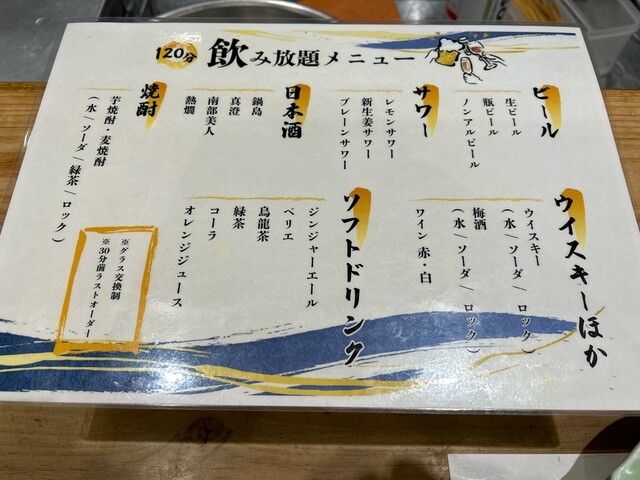 120分 飲み放題メニュー
ビール
生ビール
瓶ビール
ノンアルビール
サワー
レモンサワー
新生姜サワー
プレーンサワー
日本酒
鍋島
真澄
南部美人
熱燗
焼酎
芋焼酎・麦焼酎
(水/ソーダ/緑茶/ロック)
ウイスキーほか
ウイスキー
(水/ソーダ/ロック)
梅酒
(水/ソーダ/ロック)
ワイン 赤・白
ソフトドリンク
ジンジャーエール
ペリエ
烏龍茶
緑茶
コーラ
オレンジジュース
※グラス交換制
※30分前ラストオーダー